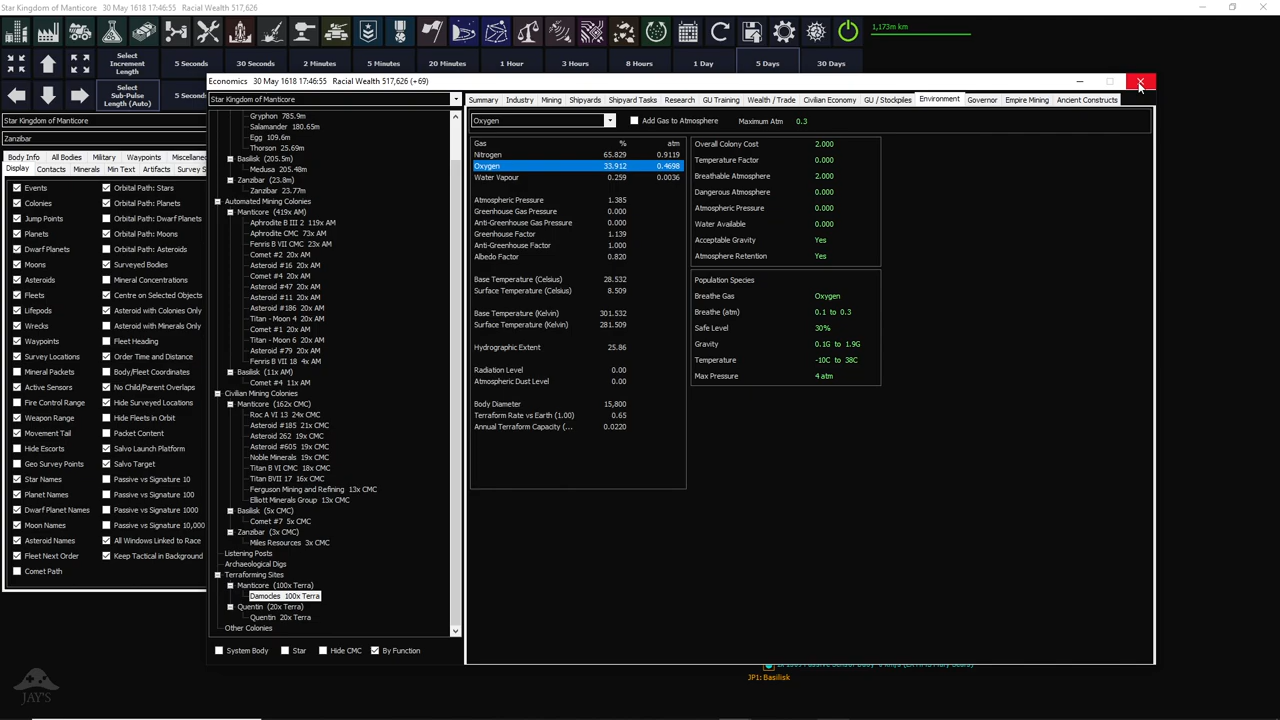 Star Kingdom of Manticore    30 May 1618 17:46:55    Racial Wealth 517,626
1,173m km
Select Increment Length
5 Seconds
30 Seconds
2 Minutes
5 Minutes
20 Minutes
1 Hour
3 Hours
8 Hours
1 Day
5 Days
30 Days
Select Sub-Pulse Length (Auto)
5 Seconds
Star Kingdom of Manticore
Zanzibar
Body Info
All Bodies
Military
Waypoints
Miscellaneous
Display
Contacts
Minerals
Min Text
Artifacts
Survey S
Events
Colonies
Jump Points
Planets
Dwarf Planets
Moons
Asteroids
Fleets
Lifepods
Wrecks
Waypoints
Survey Locations
Mineral Packets
Active Sensors
Fire Control Range
Weapon Range
Movement Tail
Hide Escorts
Geo Survey Points
Star Names
Planet Names
Dwarf Planet Names
Moon Names
Asteroid Names
Fleet Next Order
Comet Path
Orbital Path: Stars
Orbital Path: Planets
Orbital Path: Dwarf Planets
Orbital Path: Moons
Orbital Path: Asteroids
Surveyed Bodies
Mineral Concentrations
Centre on Selected Objects
Asteroid with Colonies Only
Asteroid with Minerals Only
Fleet Heading
Body/Fleet Coordinates
Order Time and Distance
No Child/Parent Overlaps
Hide Surveyed Locations
Hide Fleets in Orbit
Packet Content
Salvo Launch Platform
Salvo Target
Passive vs Signature 10
Passive vs Signature 100
Passive vs Signature 1000
Passive vs Signature 10,000
All Windows Linked to Race
Keep Tactical in Background
Economics    30 May 1618 17:46:55    Racial Wealth 517,626 (+69)
Star Kingdom of Manticore
Gryphon 785.9m
Salamander 180.65m
Egg 109.6m
Thorson 25.69m
Basilisk (205.5m)
Medusa 205.48m
Zanzibar (23.8m)
Zanzibar 23.77m
Automated Mining Colonies
Manticore (419x AM)
Aphrodite B III 2 119x AM
Aphrodite CMC 73x AM
Fenris B VII CMC 23x AM
Comet #2 20x AM
Asteroid #16 20x AM
Comet #4 20x AM
Asteroid #47 20x AM
Asteroid #11 20x AM
Asteroid #186 20x AM
Titan - Moon 4 20x AM
Comet #1 20x AM
Titan - Moon 6 20x AM
Asteroid #79 20x AM
Fenris B VII 18 4x AM
Basilisk (11x AM)
Comet #4 11x AM
Civilian Mining Colonies
Manticore (162x CMC)
Roc A VI 13 24x CMC
Asteroid #185 21x CMC
Asteroid 262 19x CMC
Asteroid #605 19x CMC
Noble Minerals 19x CMC
Titan B VI CMC 18x CMC
Titan BVII 17 16x CMC
Ferguson Mining and Refining 13x CMC
Elliott Minerals Group 13x CMC
Basilisk (5x CMC)
Comet #7 5x CMC
Zanzibar (3x CMC)
Miles Resources 3x CMC
Listening Posts
Archaeological Digs
Terraforming Sites
Manticore (100x Terra)
Damocles 100x Terra
Quentin (20x Terra)
Quentin 20x Terra
Other Colonies
System Body
Star
Hide CMC
By Function
Summary
Industry
Mining
Shipyards
Shipyard Tasks
Research
GU Training
Wealth / Trade
Civilian Economy
GU / Stockpiles
Environment
Governor
Empire Mining
Ancient Constructs
Oxygen
Add Gas to Atmosphere
Maximum Atm    0.3
Gas    %    atm
Nitrogen    65.829    0.9119
Oxygen    33.912    0.4698
Water Vapour    0.259    0.0036
Atmospheric Pressure    1.385
Greenhouse Gas Pressure    0.000
Anti-Greenhouse Gas Pressure    0.000
Greenhouse Factor    1.139
Anti-Greenhouse Factor    1.000
Albedo Factor    0.820
Base Temperature (Celsius)    28.532
Surface Temperature (Celsius)    8.509
Base Temperature (Kelvin)    301.532
Surface Temperature (Kelvin)    281.509
Hydrographic Extent    25.86
Radiation Level    0.00
Atmospheric Dust Level    0.00
Body Diameter    15,800
Terraform Rate vs Earth (1.00)    0.65
Annual Terraform Capacity (...    0.0220
Overall Colony Cost    2.000
Temperature Factor    0.000
Breathable Atmosphere    2.000
Dangerous Atmosphere    0.000
Atmospheric Pressure    0.000
Water Available    0.000
Acceptable Gravity    Yes
Atmosphere Retention    Yes
Population Species
Breathe Gas    Oxygen
Breathe (atm)    0.1 to 0.3
Safe Level    30%
Gravity    0.1G to 1.9G
Temperature    -10C to 38C
Max Pressure    4 atm
JP1: Basilisk
JAY'S